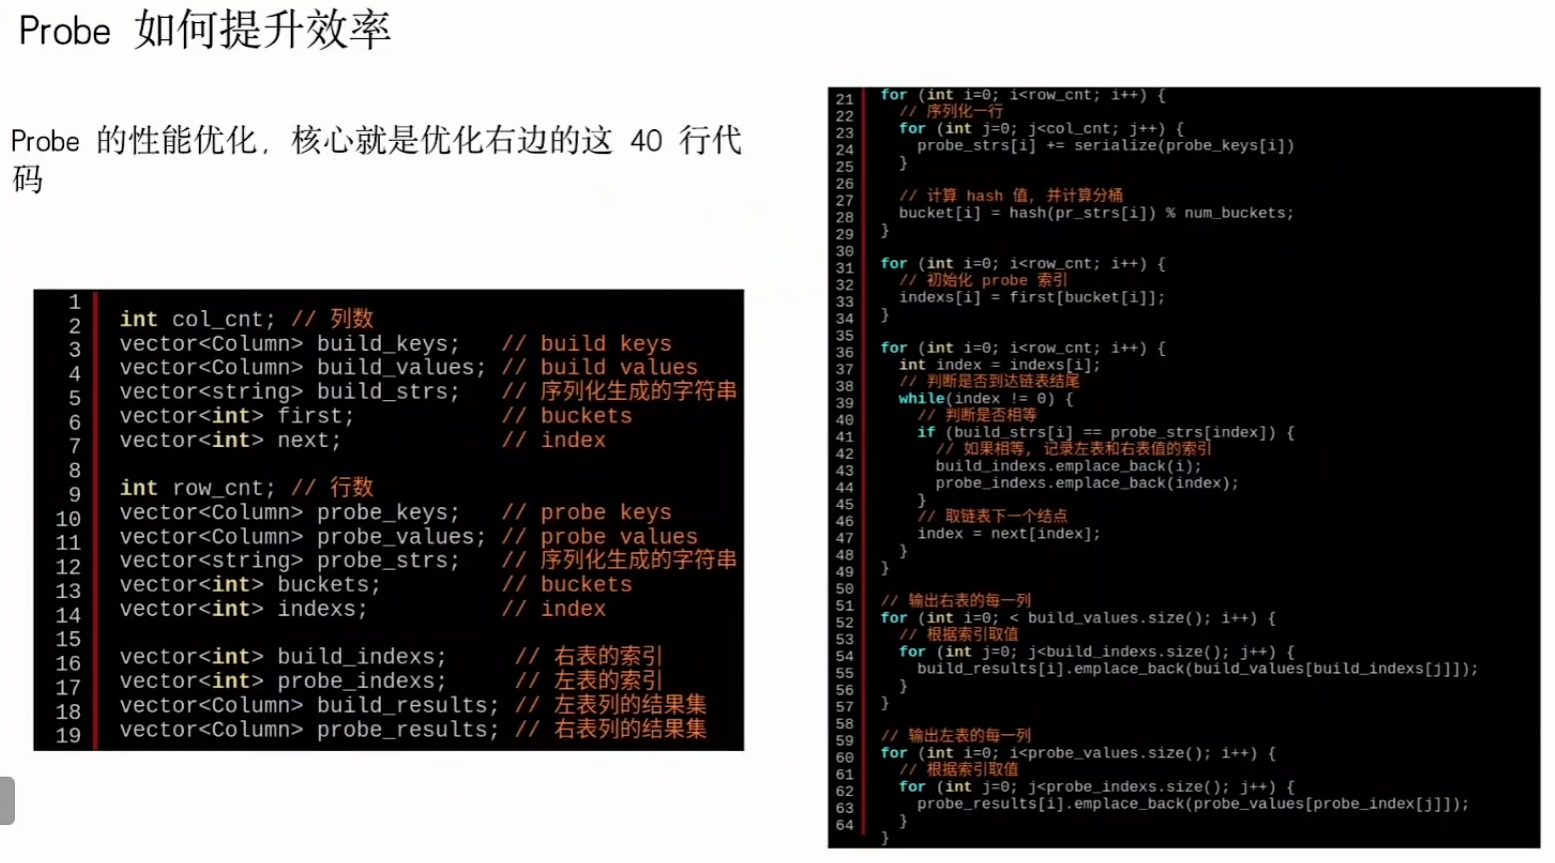 Probe 如何提升效率
Probe 的性能优化, 核心就是优化右边的这 40 行代
码
1
2 int col_cnt; // 列数
3 vector<Column> build_keys; // build keys
4 vector<Column> build_values; // build values
5 vector<string> build_strs; // 序列化生成的字符串
6 vector<int> first; // buckets
7 vector<int> next; // index
8
9 int row_cnt; // 行数
10 vector<Column> probe_keys; // probe keys
11 vector<Column> probe_values; // probe values
12 vector<string> probe_strs; // 序列化生成的字符串
13 vector<int> buckets; // buckets
14 vector<int> indexs; // index
15
16 vector<int> build_indexs; // 右表的索引
17 vector<int> probe_indexs; // 左表的索引
18 vector<Column> build_results; // 左表列的结果集
19 vector<Column> probe_results; // 右表列的结果集
21 for (int i=0; i<row_cnt; i++) {
22 // 序列化一行
23 for (int j=0; j<col_cnt; j++) {
24 probe_strs[i] += serialize(probe_keys[i])
25 }
26
27 // 计算 hash 值, 并计算分桶
28 bucket[i] = hash(pr_strs[i]) % num_buckets;
29 }
30
31 for (int i=0; i<row_cnt; i++) {
32 // 初始化 probe 索引
33 indexs[i] = first[bucket[i]];
34 }
35
36 for (int i=0; i<row_cnt; i++) {
37 int index = indexs[i];
38 // 判断是否到达链表结尾
39 while(index != 0) {
40 // 判断是否相等
41 if (build_strs[i] == probe_strs[index]) {
42 // 如果相等, 记录左表和右表值的索引
43 build_indexs.emplace_back(i);
44 probe_indexs.emplace_back(index);
45 }
46 // 取链表下一个结点
47 index = next[index];
48 }
49 }
50
51 // 输出右表的每一列
52 for (int i=0; < build_values.size(); i++) {
53 // 根据索引取值
54 for (int j=0; j<build_indexs.size(); j++) {
55 build_results[i].emplace_back(build_values[build_indexs[j]]);
56 }
57 }
58
59 // 输出左表的每一列
60 for (int i=0; i<probe_values.size(); i++) {
61 // 根据索引取值
62 for (int j=0; j<probe_indexs.size(); j++) {
63 probe_results[i].emplace_back(probe_values[probe_index[j]]);
64 }
}